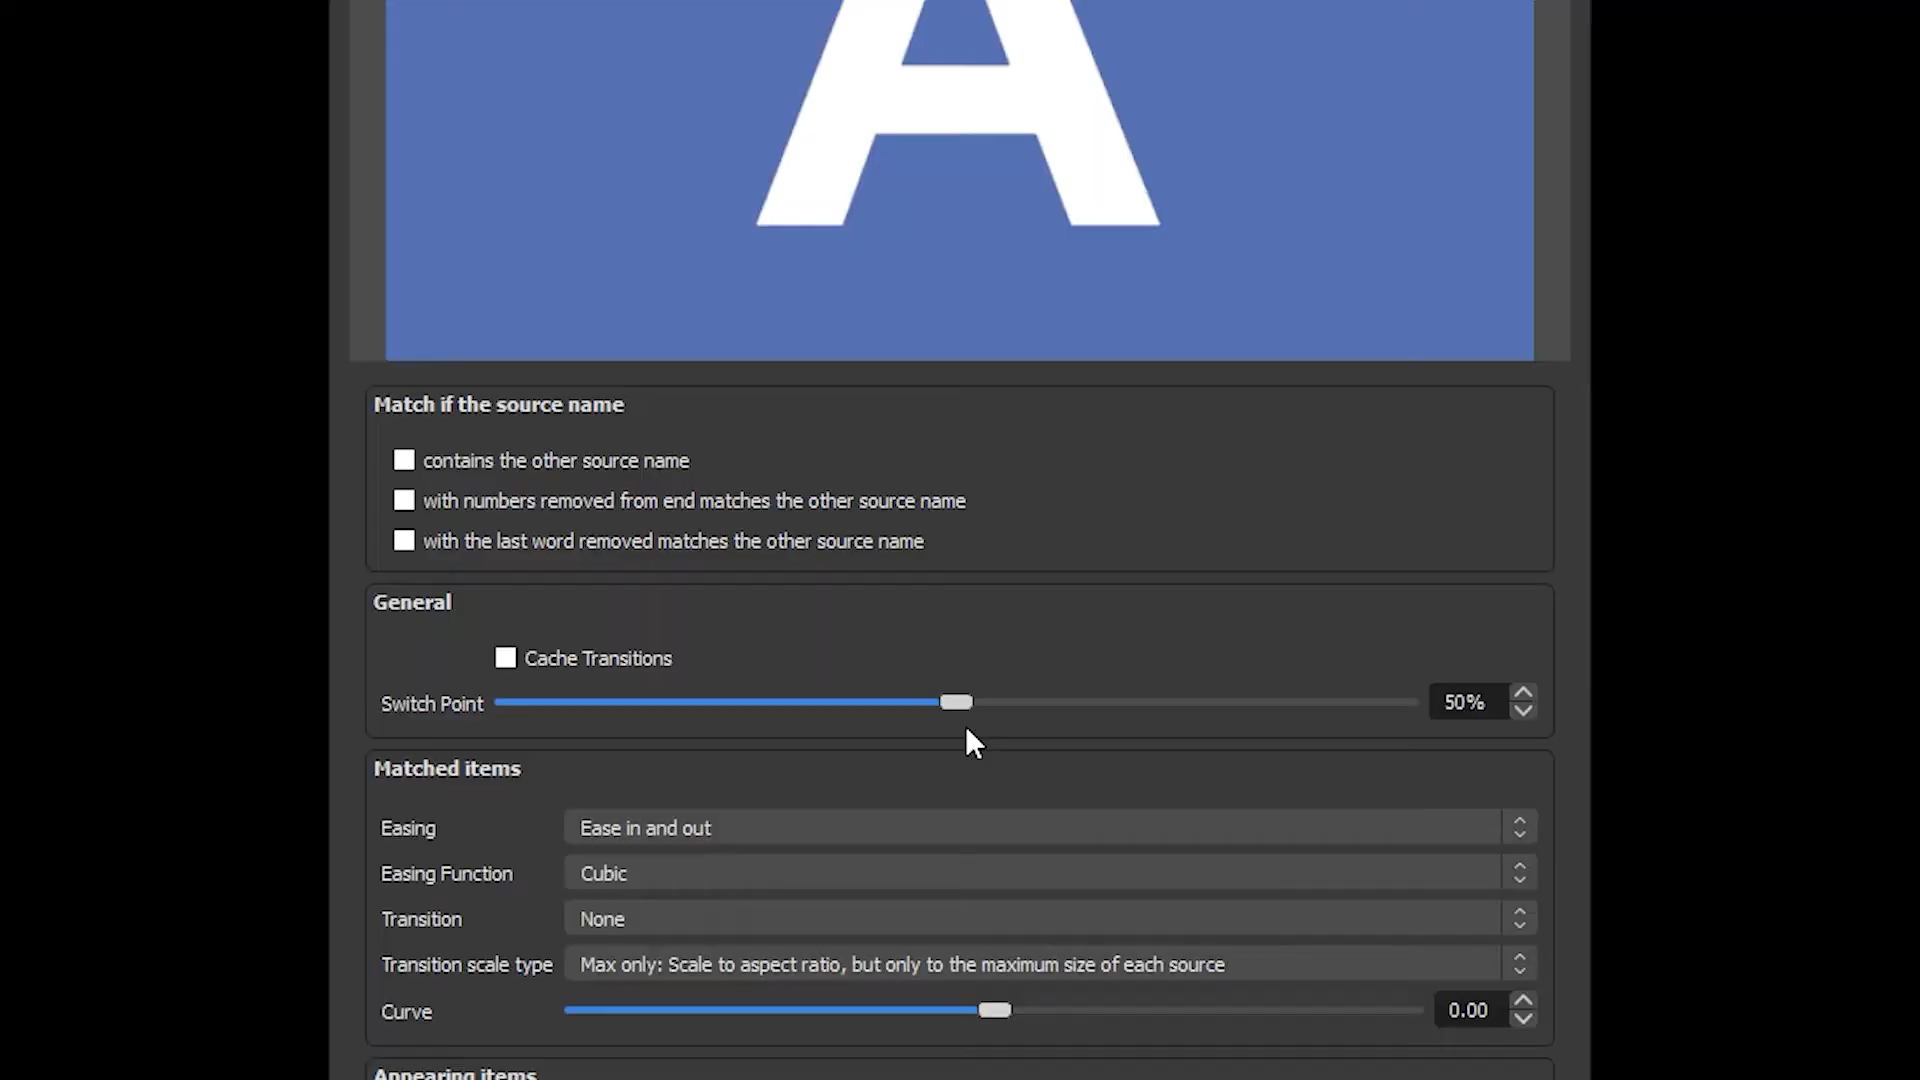 A
Match if the source name
contains the other source name
with numbers removed from end matches the other source name
with the last word removed matches the other source name
General
Cache Transitions
Switch Point 50%
Matched items
Easing Ease in and out
Easing Function Cubic
Transition None
Transition scale type Max only: Scale to aspect ratio, but only to the maximum size of each source
Curve 0.00
Appearing items